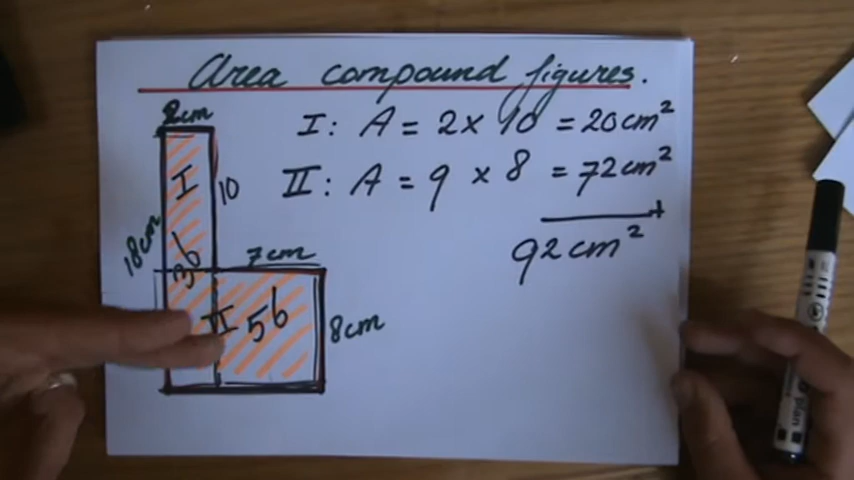 Area compound figures.
2cm
I : A = 2 x 10 = 20cm²
I
10
II : A = 9 x 8 = 72cm²
+
92cm²
18cm
36
7cm
II 56
8cm
plan